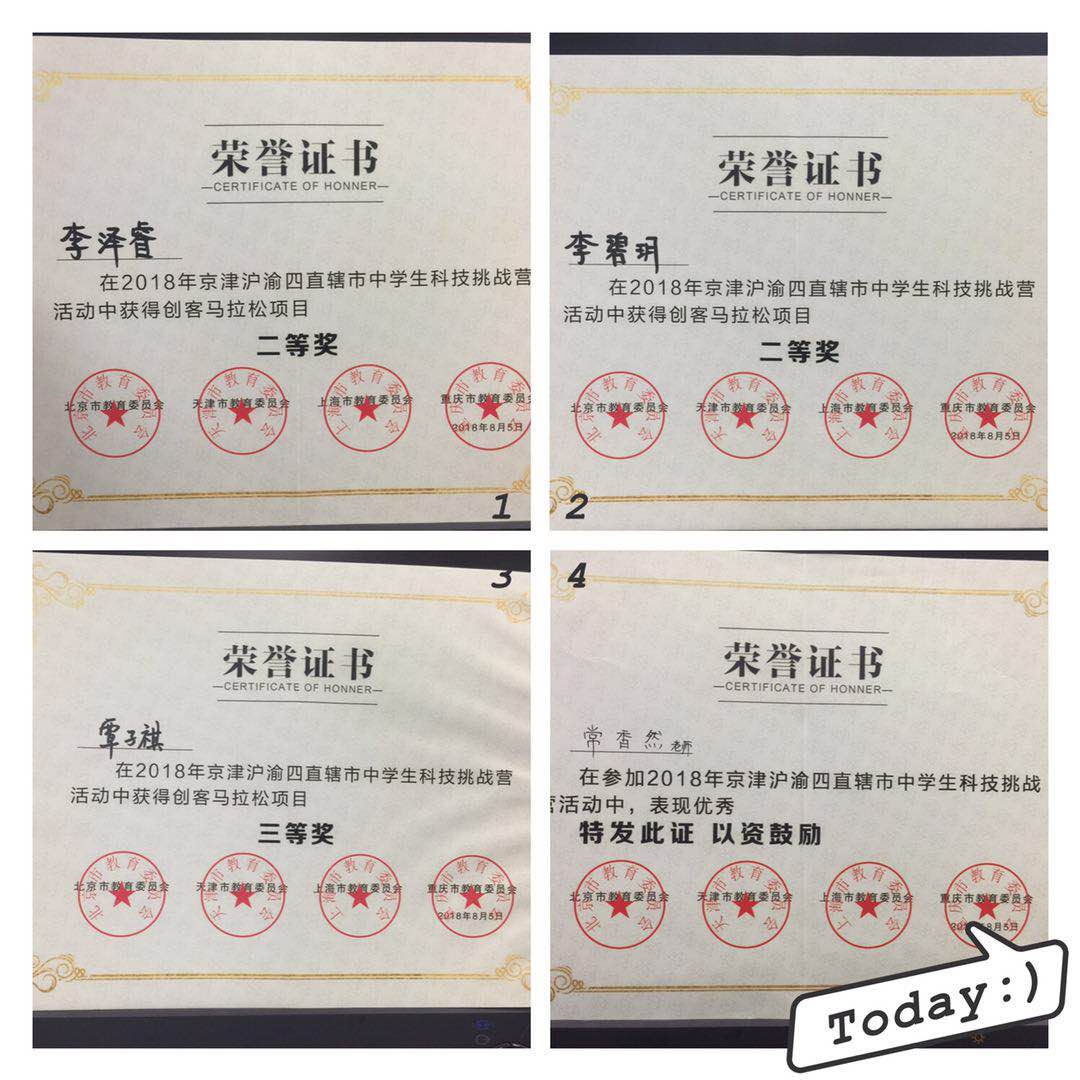 荣誉证书
CERTIFICATE OF HONNER
李泽睿
在2018年京津沪渝四直辖市中学生科技挑战营
活动中获得创客马拉松项目
二等奖
北京市教育委员会 天津市教育委员会 上海市教育委员会 重庆市教育委员会
2018年8月5日
1
荣誉证书
CERTIFICATE OF HONNER
李碧玥
在2018年京津沪渝四直辖市中学生科技挑战营
活动中获得创客马拉松项目
二等奖
北京市教育委员会 天津市教育委员会 上海市教育委员会 重庆市教育委员会
2018年8月5日
2
3
荣誉证书
CERTIFICATE OF HONNER
覃子祺
在2018年京津沪渝四直辖市中学生科技挑战营
活动中获得创客马拉松项目
三等奖
北京市教育委员会 天津市教育委员会 上海市教育委员会 重庆市教育委员会
2018年8月5日
4
荣誉证书
CERTIFICATE OF HONNER
常香然老师
在参加2018年京津沪渝四直辖市中学生科技挑战
营活动中，表现优秀
特发此证 以资鼓励
北京市教育委员会 天津市教育委员会 上海市教育委员会 重庆市教育委员会
8月5日
Today:)